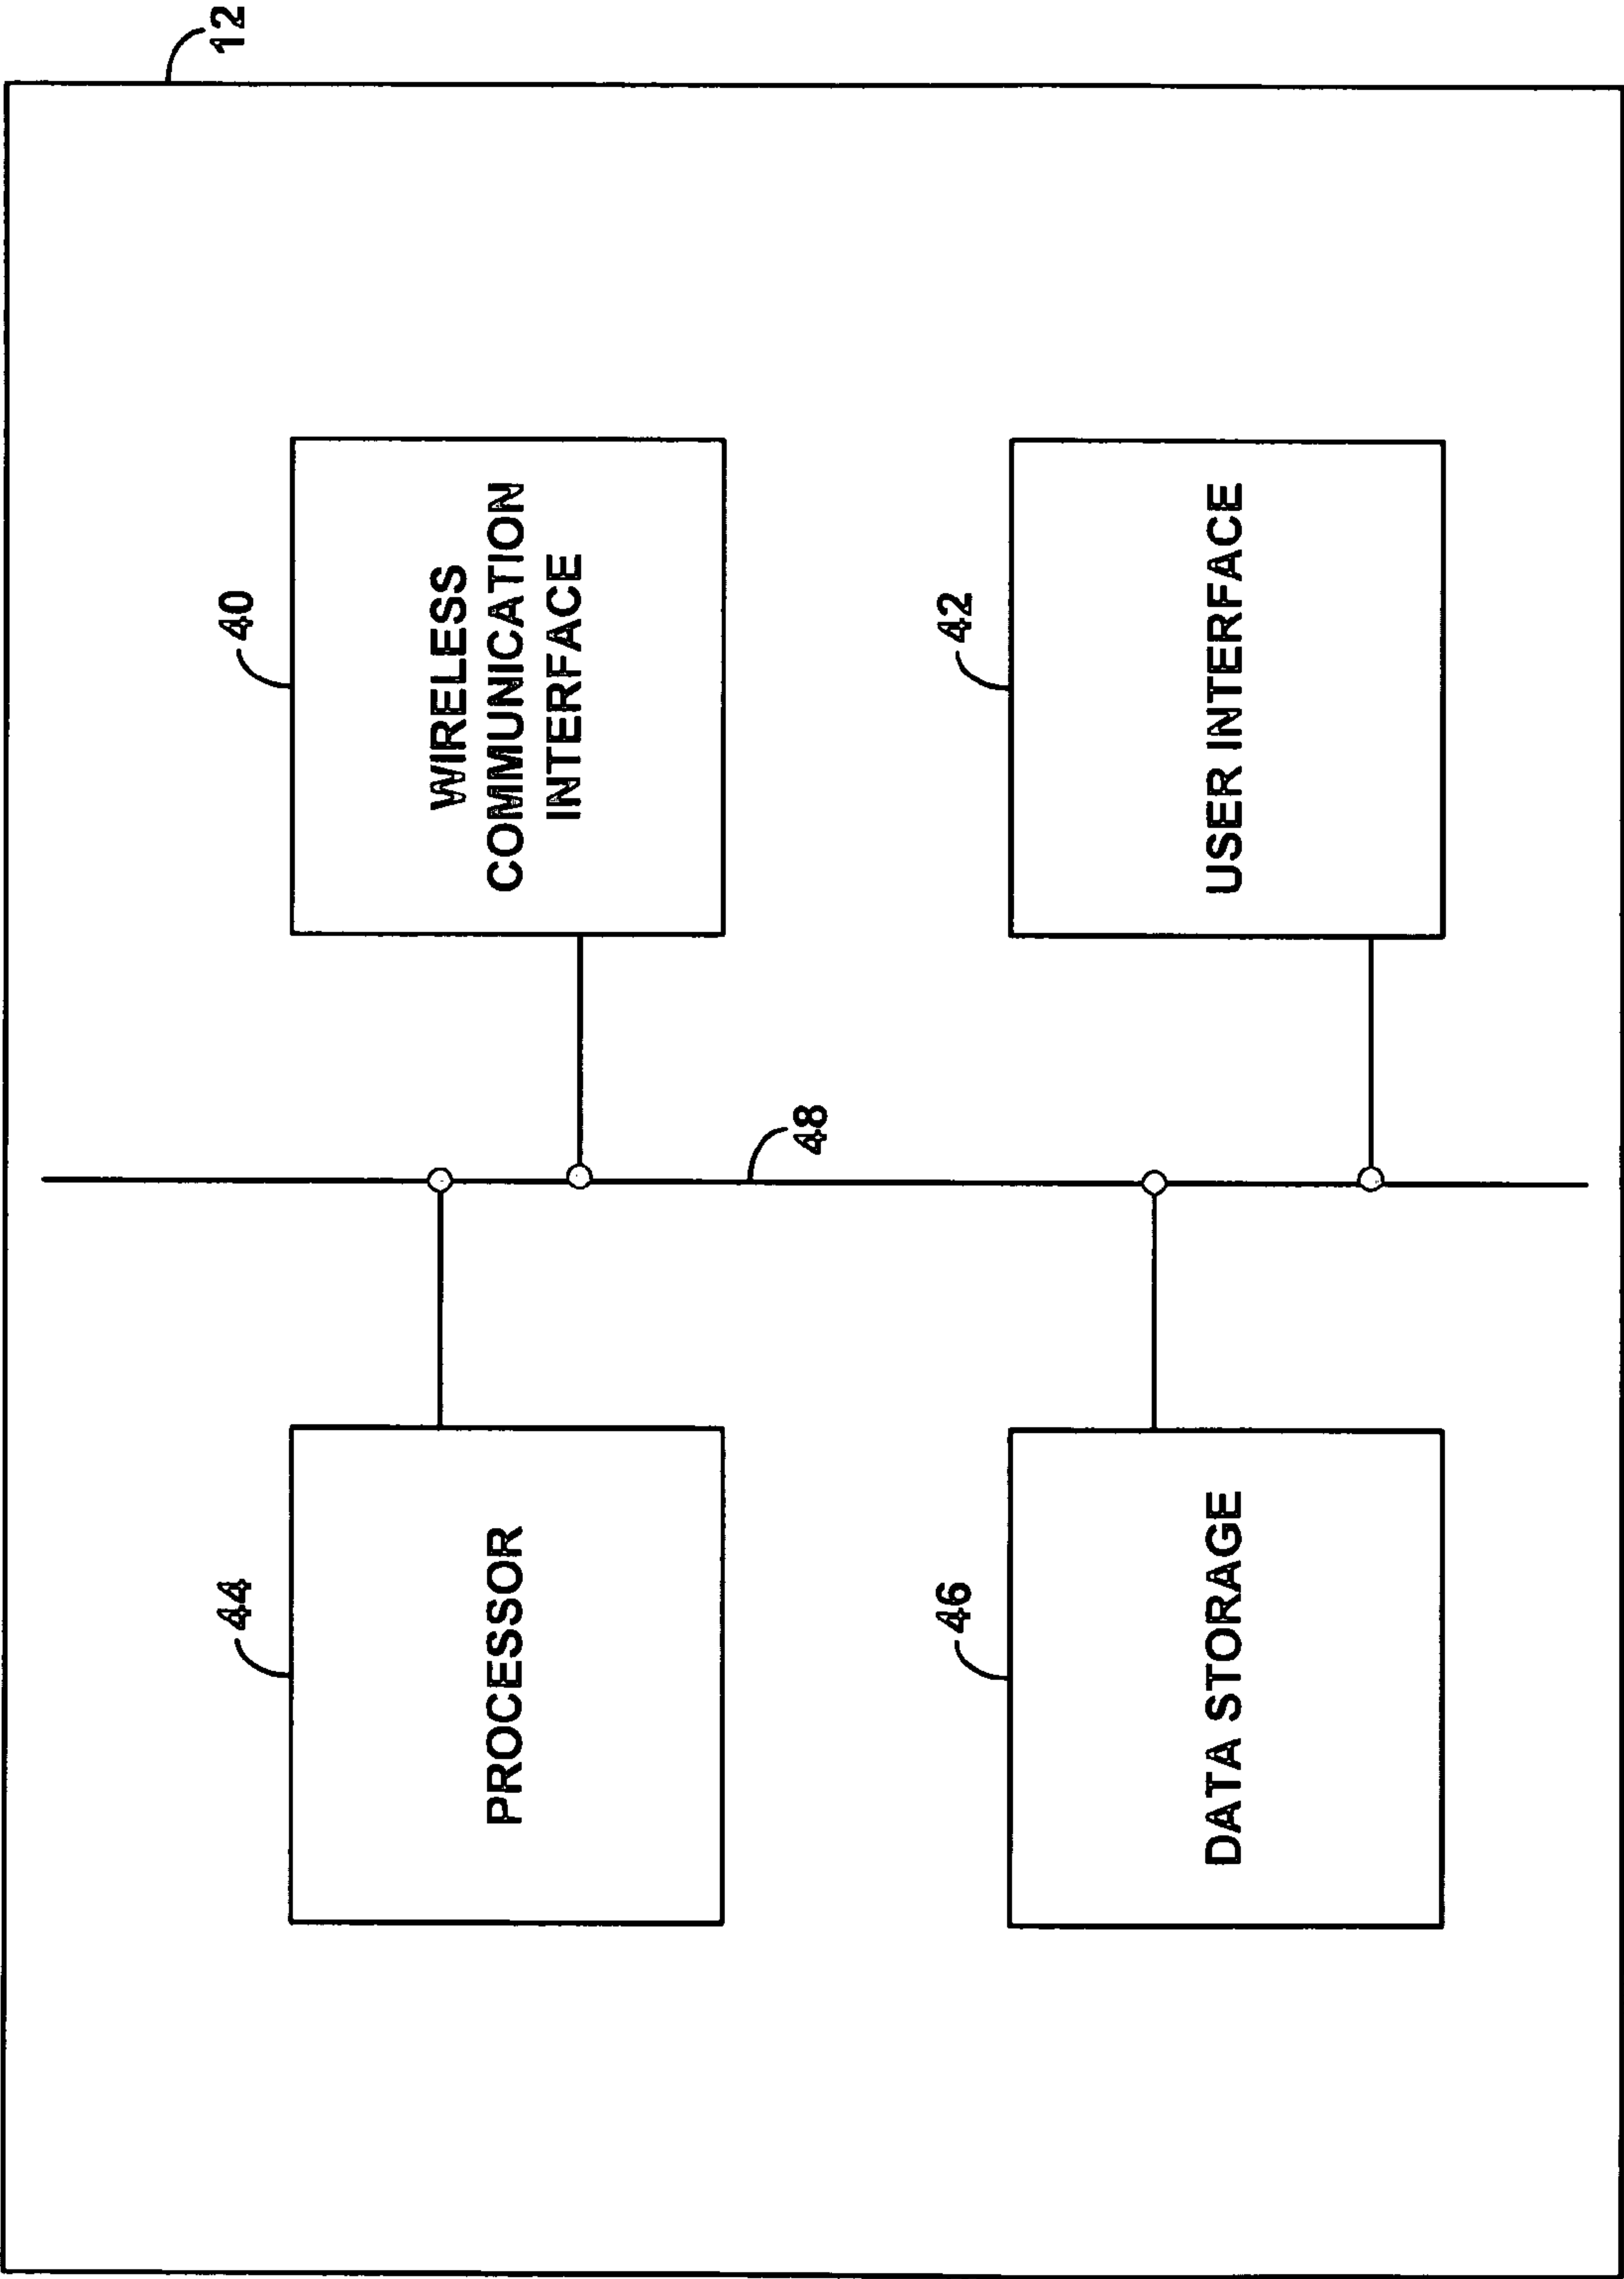 12
44
PROCESSOR
40
WIRELESS
COMMUNICATION
INTERFACE
48
46
DATA STORAGE
42
USER INTERFACE